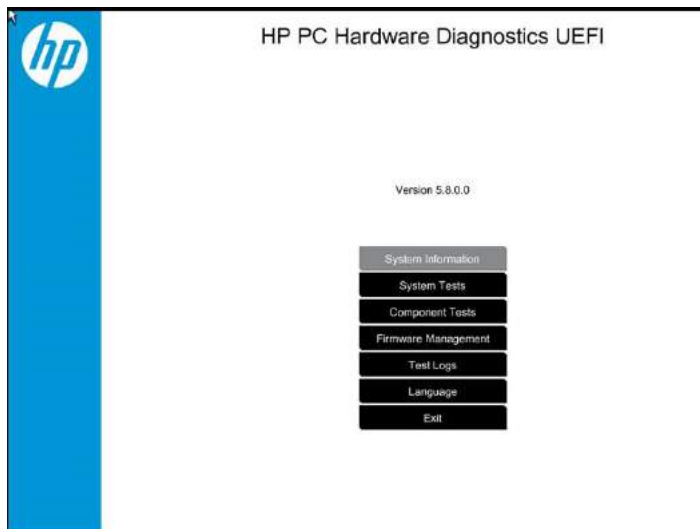 hp
HP PC Hardware Diagnostics UEFI
Version 5.8.0.0
System Information
System Tests
Component Tests
Firmware Management
Test Logs
Language
Exit